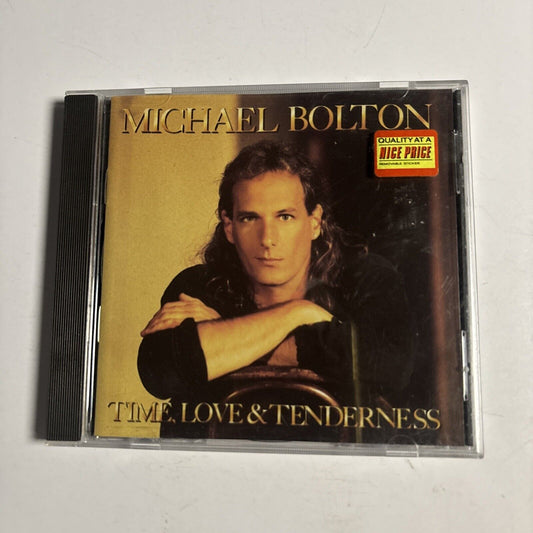 MICHAEL BOLTON
QUALITY AT A
NICE PRICE
REMOVABLE STICKER
TIME, LOVE & TENDERNESS